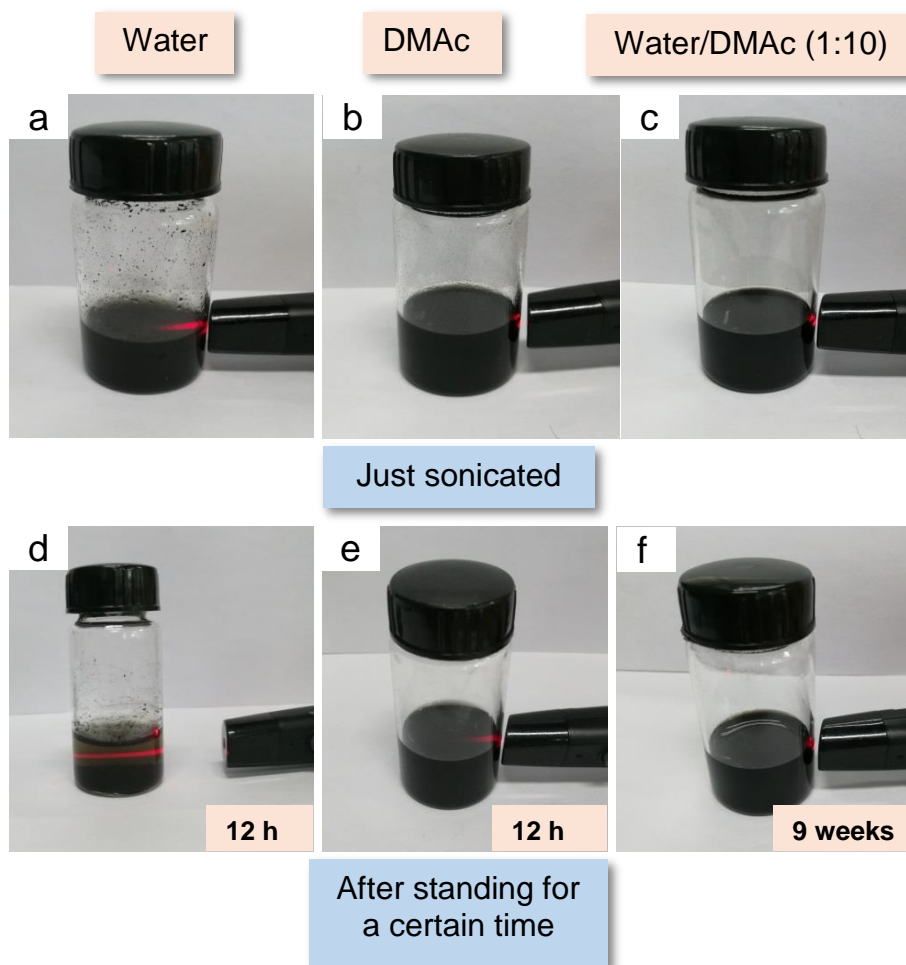 Water
DMAc
Water/DMAc (1:10)
a
b
c
Just sonicated
d
e
f
12 h
12 h
9 weeks
After standing for
a certain time